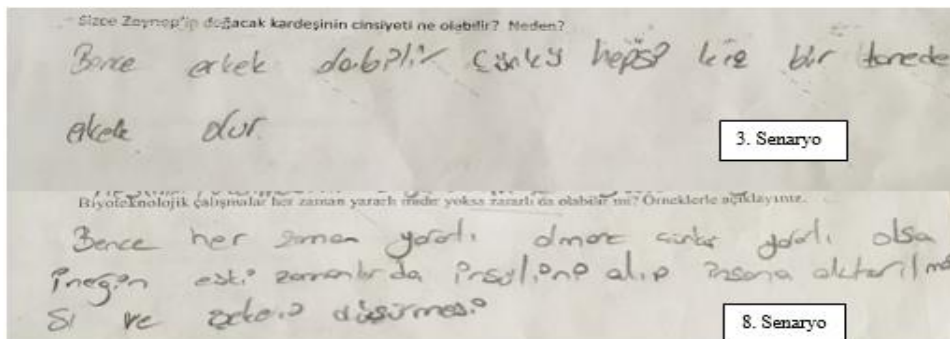 Sizce Zeynep'in doğacak kardeşinin cinsiyeti ne olabilir? Neden?
Bence erkek olabilir Çünkü hepsi kız bir tanede
erkek olur.
3. Senaryo
Biyoteknolojik çalışmalar her zaman yararlı mıdır yoksa zararlı da olabilir mi? Örneklerle açıklayınız.
Bence her zaman yararlı olmaz çünkü yararlı olsa
ineğin eski zamanlarda insülini alıp insana aktarılma
sı ve şekeri düşürmesi
8. Senaryo